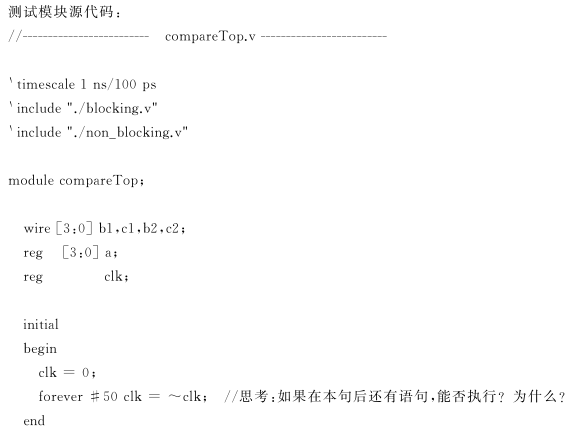 测试模块源代码：
//------------------------- compareTop.v -------------------------
`timescale 1 ns/100 ps
`include "./blocking.v"
`include "./non_blocking.v"
module compareTop;
wire [3:0] b1,c1,b2,c2;
reg [3:0] a;
reg clk;
initial
begin
clk = 0;
forever #50 clk = ~clk; //思考：如果在本句后还有语句,能否执行？为什么？
end